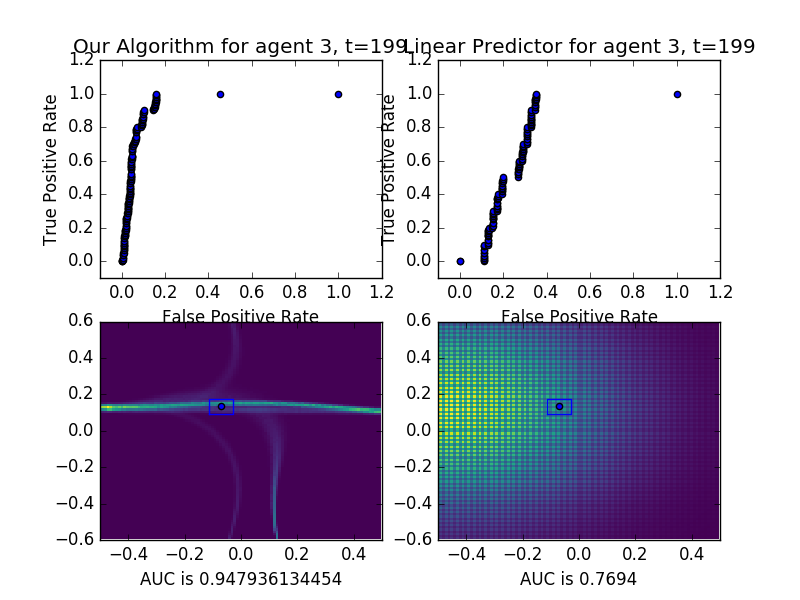 Our Algorithm for agent 3, t=199
Linear Predictor for agent 3, t=199
True Positive Rate
1.2
1.0
0.8
0.6
0.4
0.2
0.0
0.0 0.2 0.4 0.6 0.8 1.0 1.2
False Positive Rate
True Positive Rate
1.2
1.0
0.8
0.6
0.4
0.2
0.0
0.0 0.2 0.4 0.6 0.8 1.0 1.2
False Positive Rate
0.6
0.4
0.2
0.0
−0.2
−0.4
−0.6
−0.4 −0.2 0.0 0.2 0.4
AUC is 0.947936134454
0.6
0.4
0.2
0.0
−0.2
−0.4
−0.6
−0.4 −0.2 0.0 0.2 0.4
AUC is 0.7694